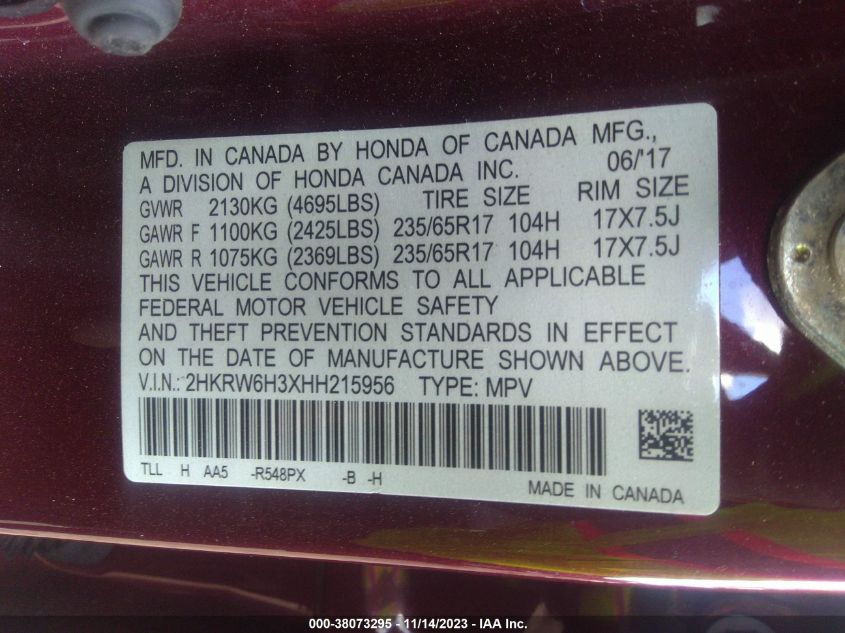 MFD. IN CANADA BY HONDA OF CANADA MFG.,
A DIVISION OF HONDA CANADA INC. 06/'17
GVWR 2130KG (4695LBS) TIRE SIZE RIM SIZE
GAWR F 1100KG (2425LBS) 235/65R17 104H 17X7.5J
GAWR R 1075KG (2369LBS) 235/65R17 104H 17X7.5J
THIS VEHICLE CONFORMS TO ALL APPLICABLE
FEDERAL MOTOR VEHICLE SAFETY
AND THEFT PREVENTION STANDARDS IN EFFECT
ON THE DATE OF MANUFACTURE SHOWN ABOVE.
V.I.N.: 2HKRW6H3XHH215956 TYPE: MPV
TLL H AA5 -R548PX -B -H
MADE IN CANADA
000-38073295 - 11/14/2023 - IAA Inc.